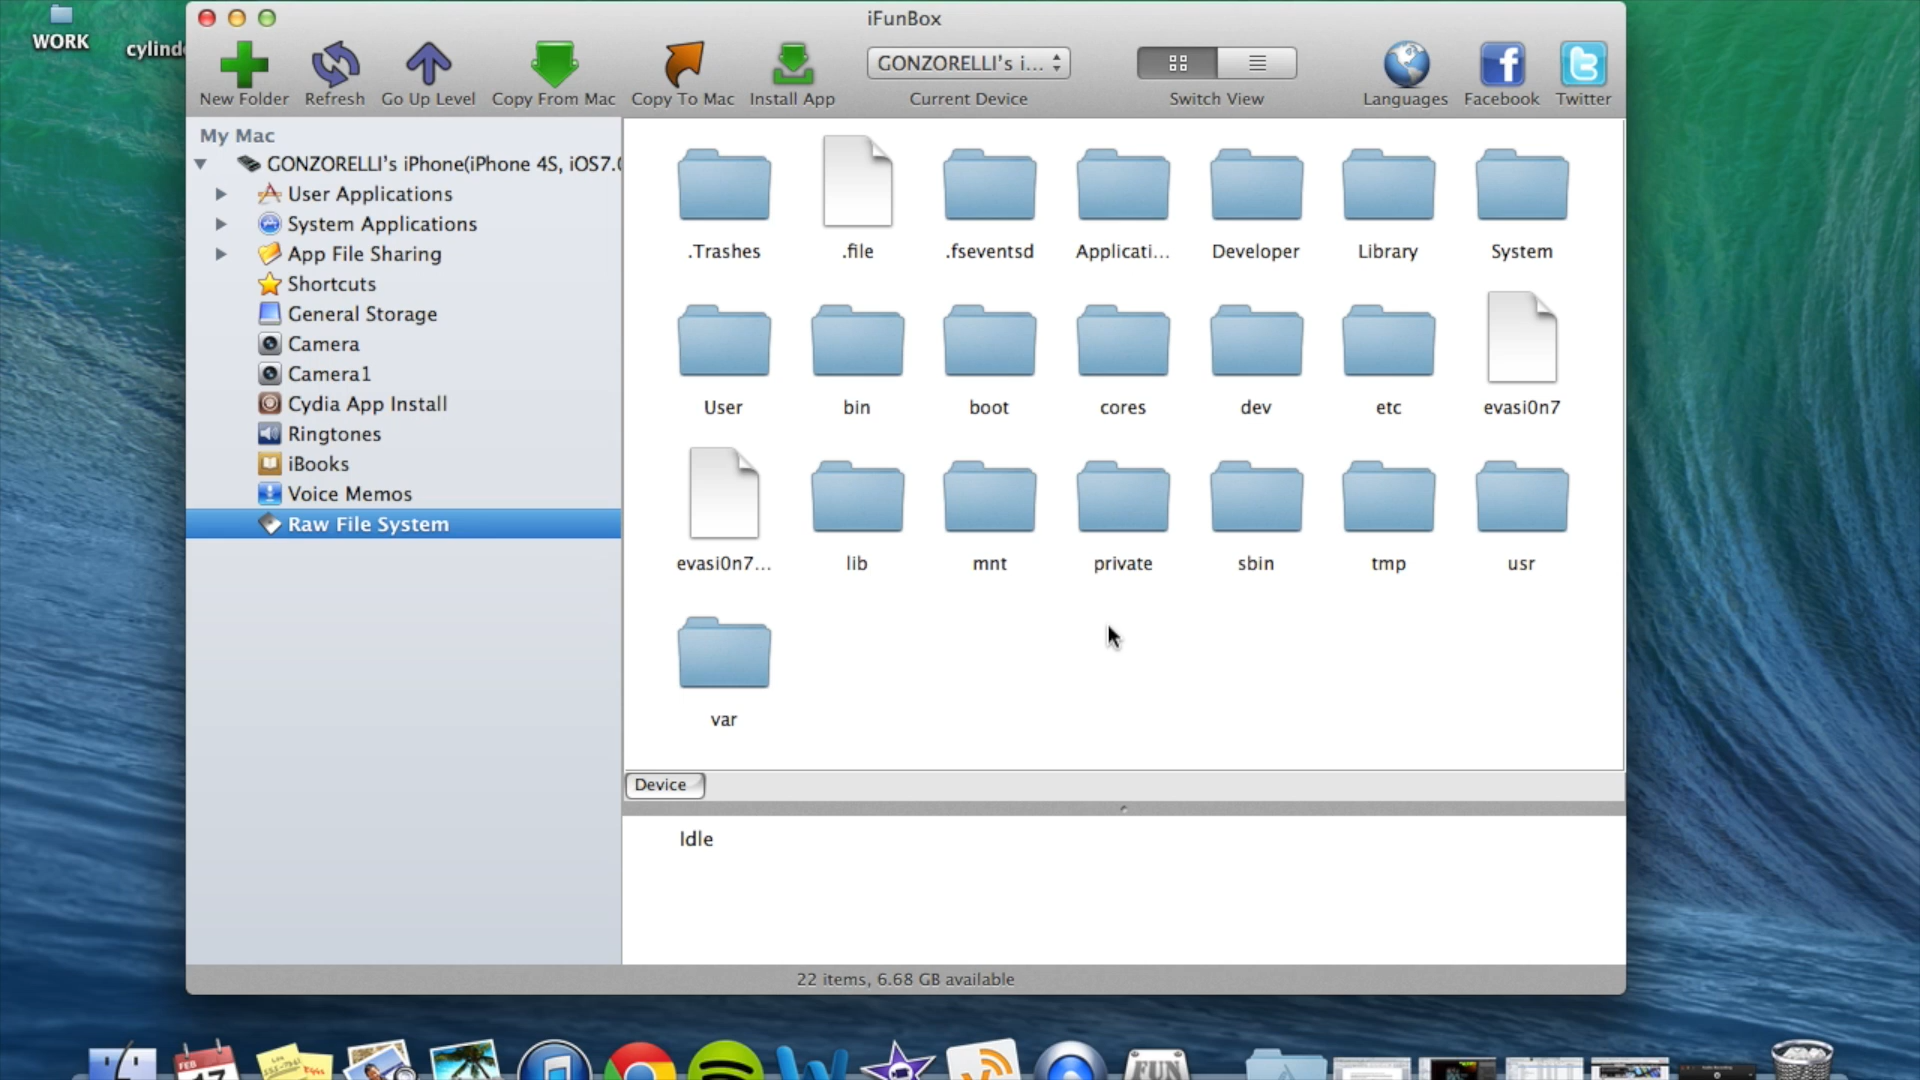 WORK
iFunBox
New Folder
Refresh
Go Up Level
Copy From Mac
Copy To Mac
Install App
GONZORELLI's i...
Current Device
Switch View
Languages
Facebook
Twitter
My Mac
GONZORELLI's iPhone(iPhone 4S, iOS7.
User Applications
System Applications
App File Sharing
Shortcuts
General Storage
Camera
Camera1
Cydia App Install
Ringtones
iBooks
Voice Memos
Raw File System
.Trashes
.file
.fseventsd
Applicati...
Developer
Library
System
User
bin
boot
cores
dev
etc
evasi0n7
evasi0n7...
lib
mnt
private
sbin
tmp
usr
var
Device
Idle
22 items, 6.68 GB available
FEB
17
FUN